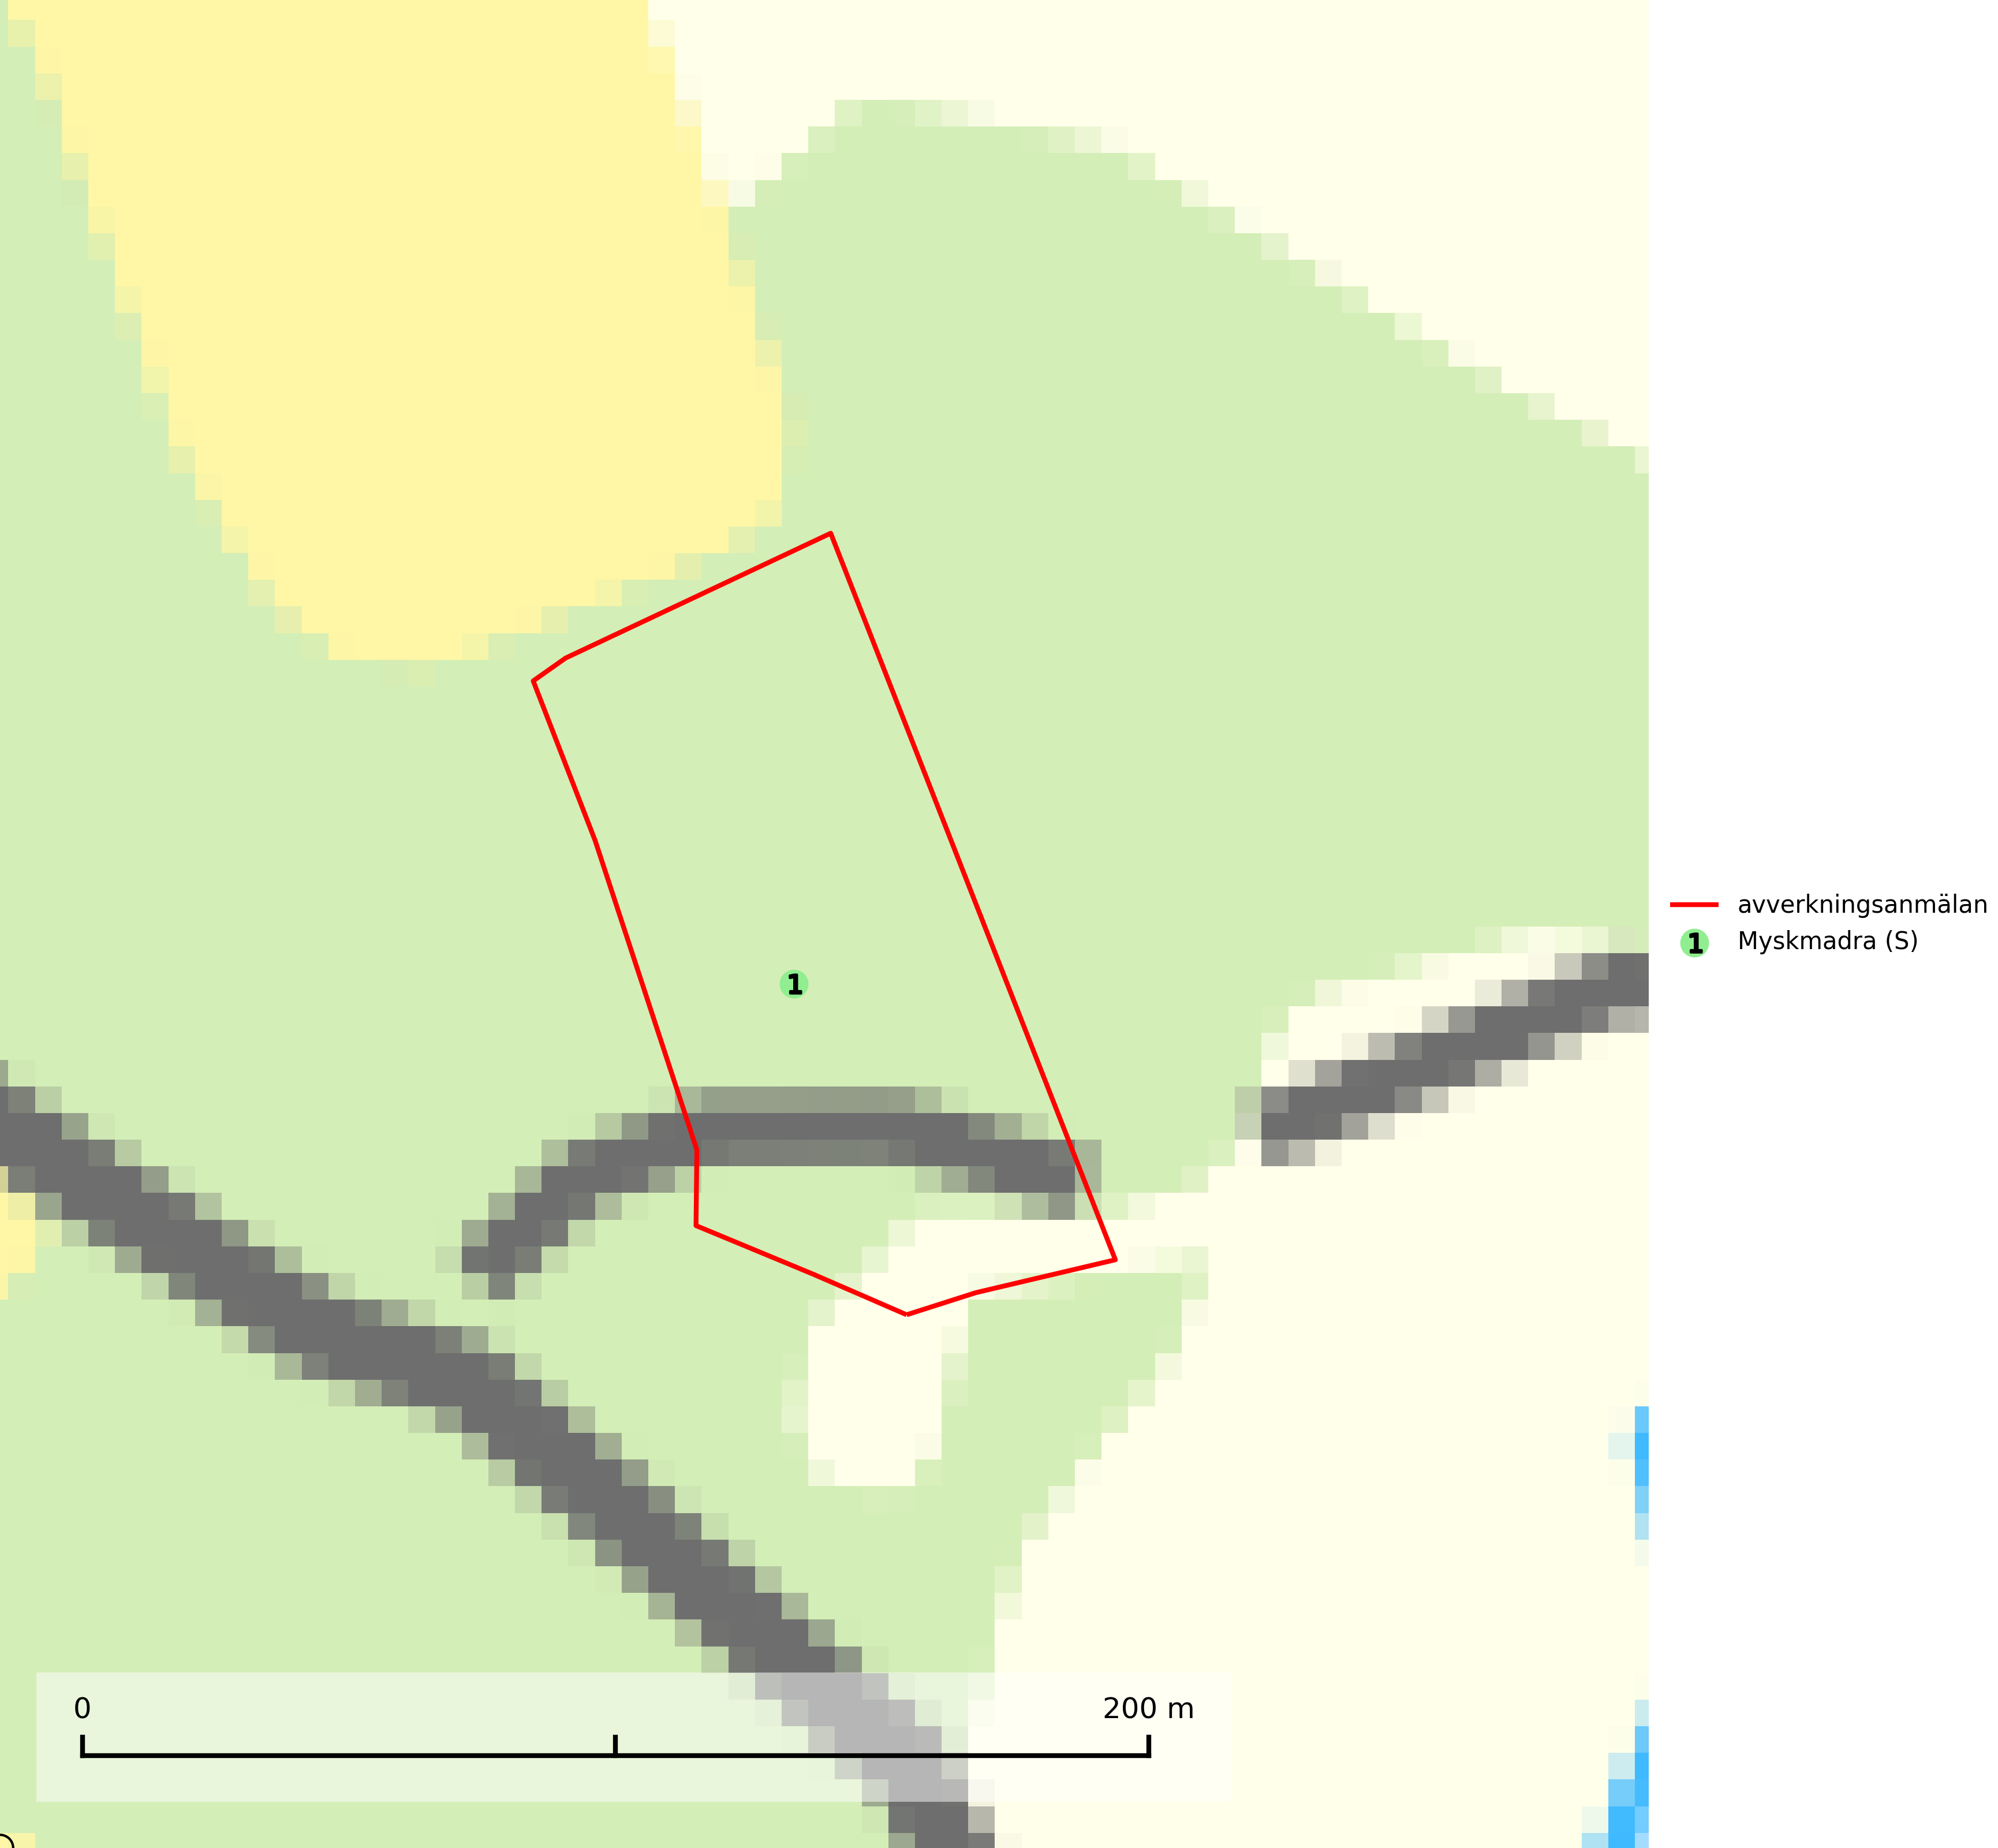 1
avverkningsanmälan
1 Myskmadra (S)
0 200 m